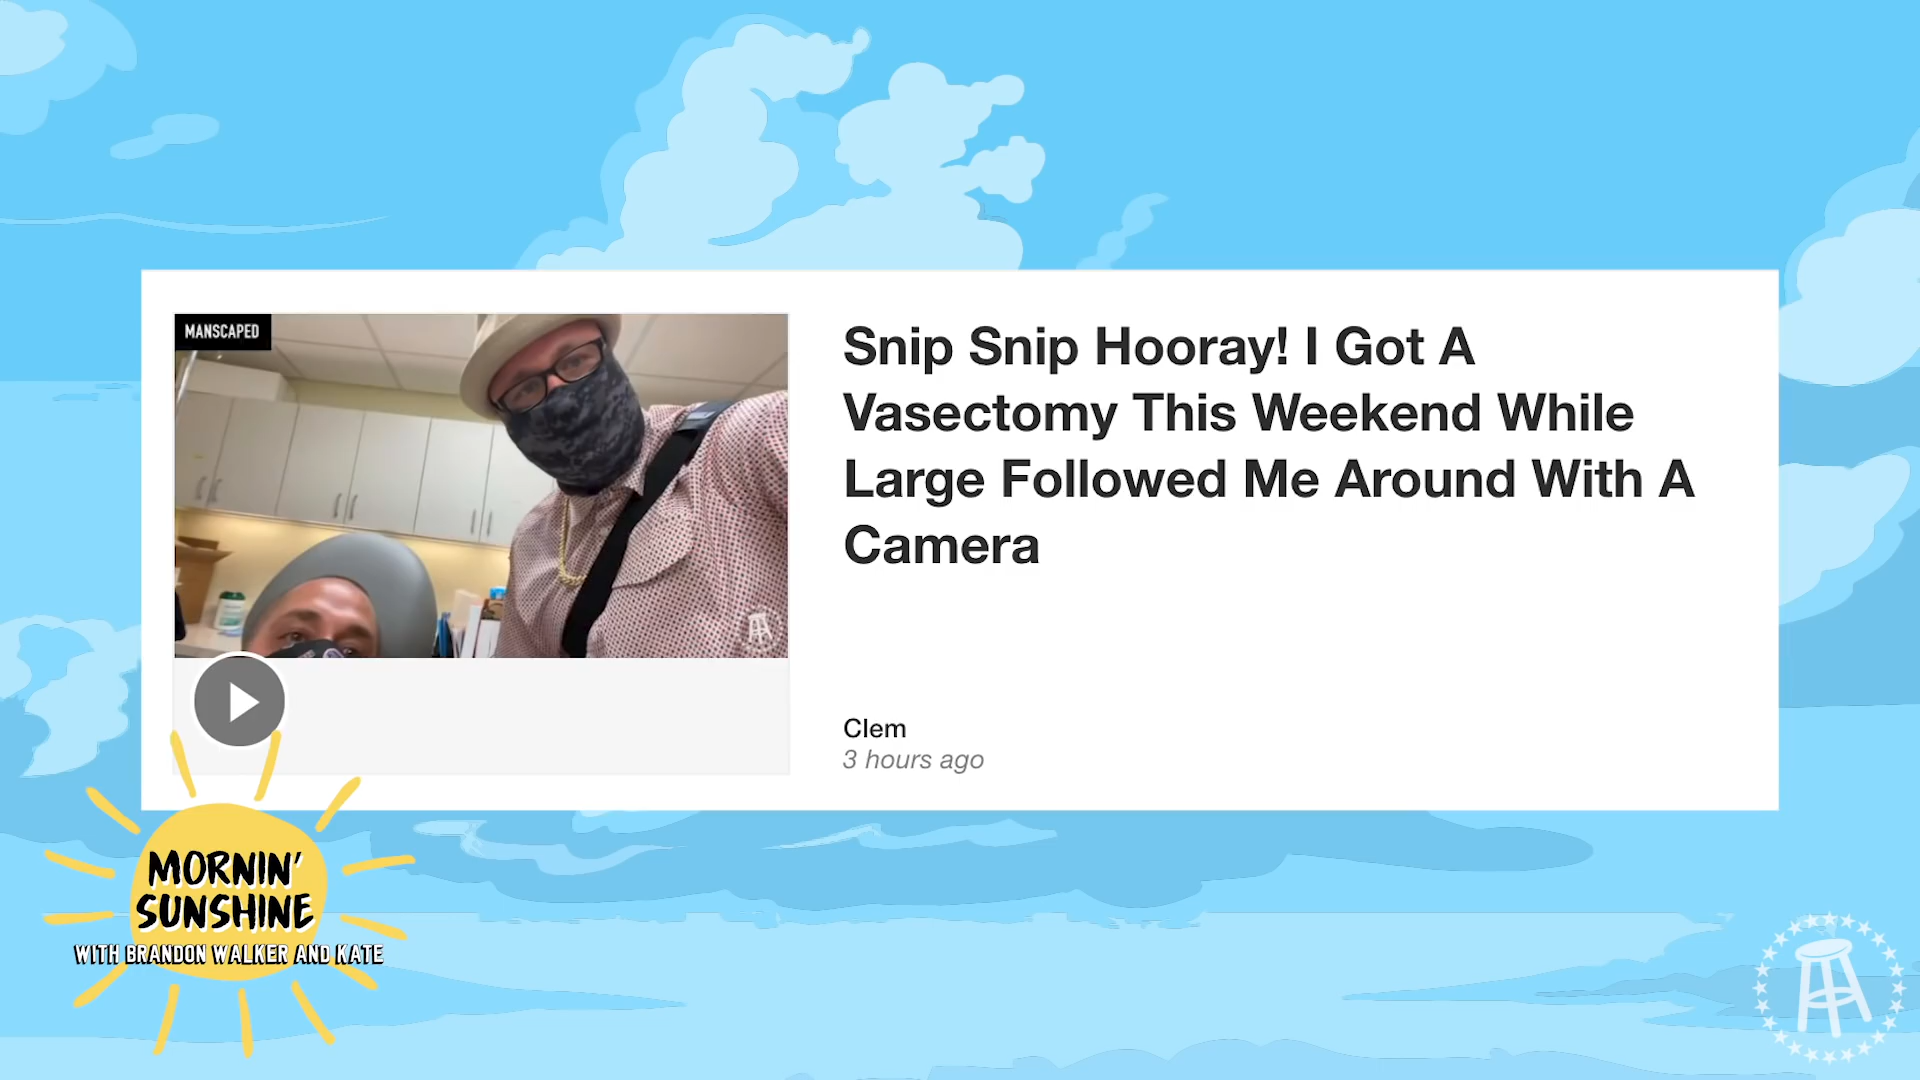 MANSCAPED
Snip Snip Hooray! I Got A
Vasectomy This Weekend While
Large Followed Me Around With A
Camera
Clem
3 hours ago
MORNIN'
SUNSHINE
WITH BRANDON WALKER AND KATE